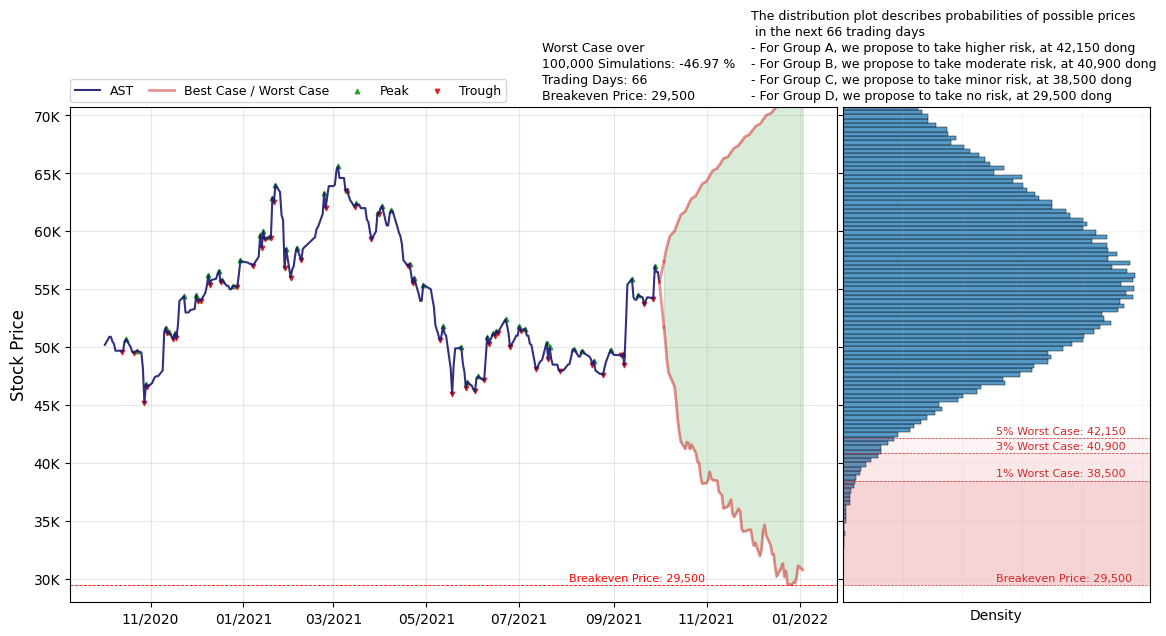 The distribution plot describes probabilities of possible prices
in the next 66 trading days
- For Group A, we propose to take higher risk, at 42,150 dong
- For Group B, we propose to take moderate risk, at 40,900 dong
- For Group C, we propose to take minor risk, at 38,500 dong
- For Group D, we propose to take no risk, at 29,500 dong
Worst Case over
100,000 Simulations: -46.97 %
Trading Days: 66
Breakeven Price: 29,500
AST
Best Case / Worst Case
Peak
Trough
Stock Price
70K
65K
60K
55K
50K
45K
40K
35K
30K
Breakeven Price: 29,500
11/2020
01/2021
03/2021
05/2021
07/2021
09/2021
11/2021
01/2022
5% Worst Case: 42,150
3% Worst Case: 40,900
1% Worst Case: 38,500
Breakeven Price: 29,500
Density